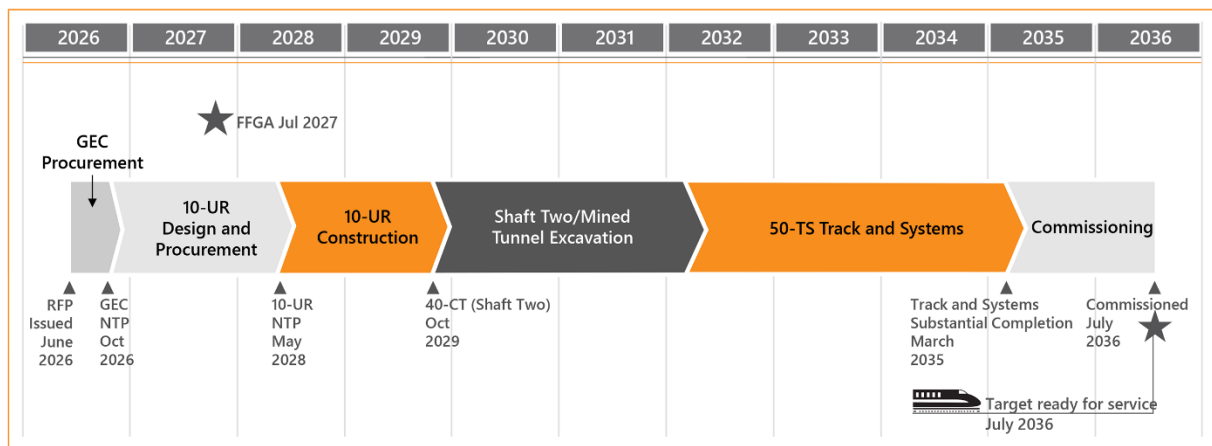 2026 2027 2028 2029 2030 2031 2032 2033 2034 2035 2036
FFGA Jul 2027
GEC
Procurement
10-UR
Design and
Procurement
10-UR
Construction
Shaft Two/Mined
Tunnel Excavation
50-TS Track and Systems
Commissioning
RFP
Issued
June
2026
GEC
NTP
Oct
2026
10-UR
NTP
May
2028
40-CT (Shaft Two)
Oct
2029
Track and Systems
Substantial Completion
March
2035
Commissioned
July
2036
Target ready for service
July 2036